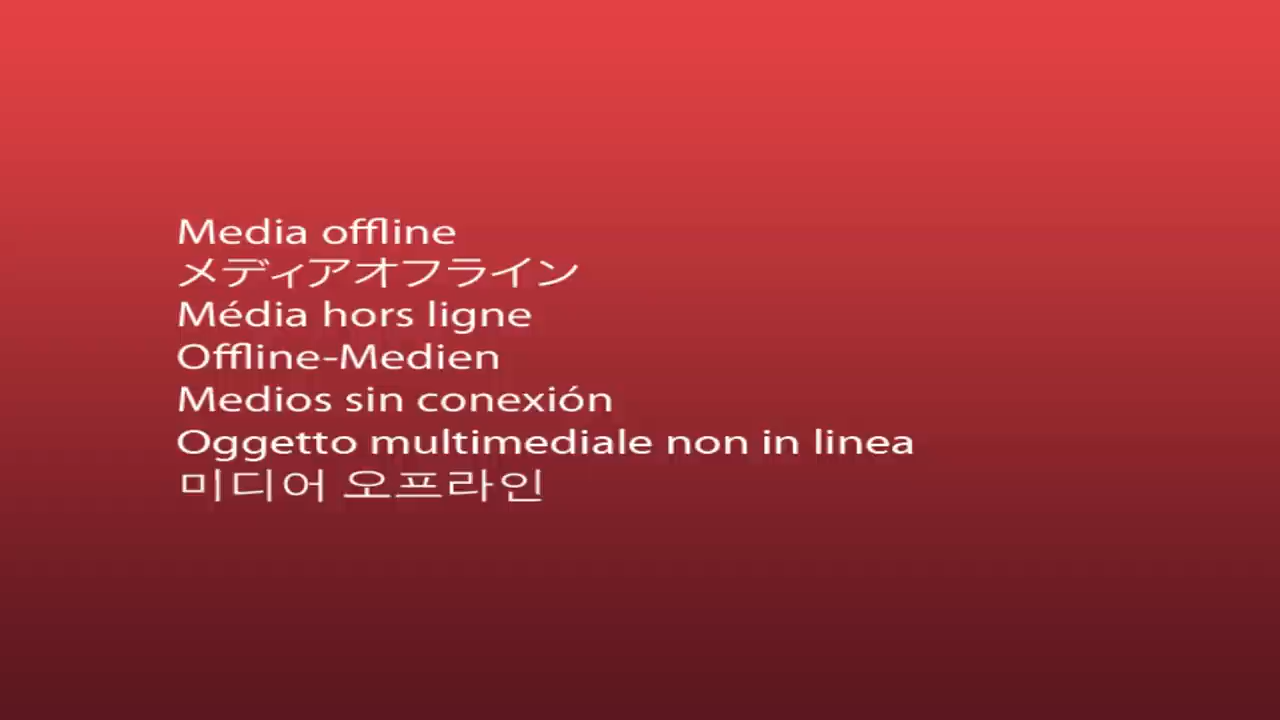 Media offline
メディアオフライン
Média hors ligne
Offline-Medien
Medios sin conexión
Oggetto multimediale non in linea
미디어 오프라인